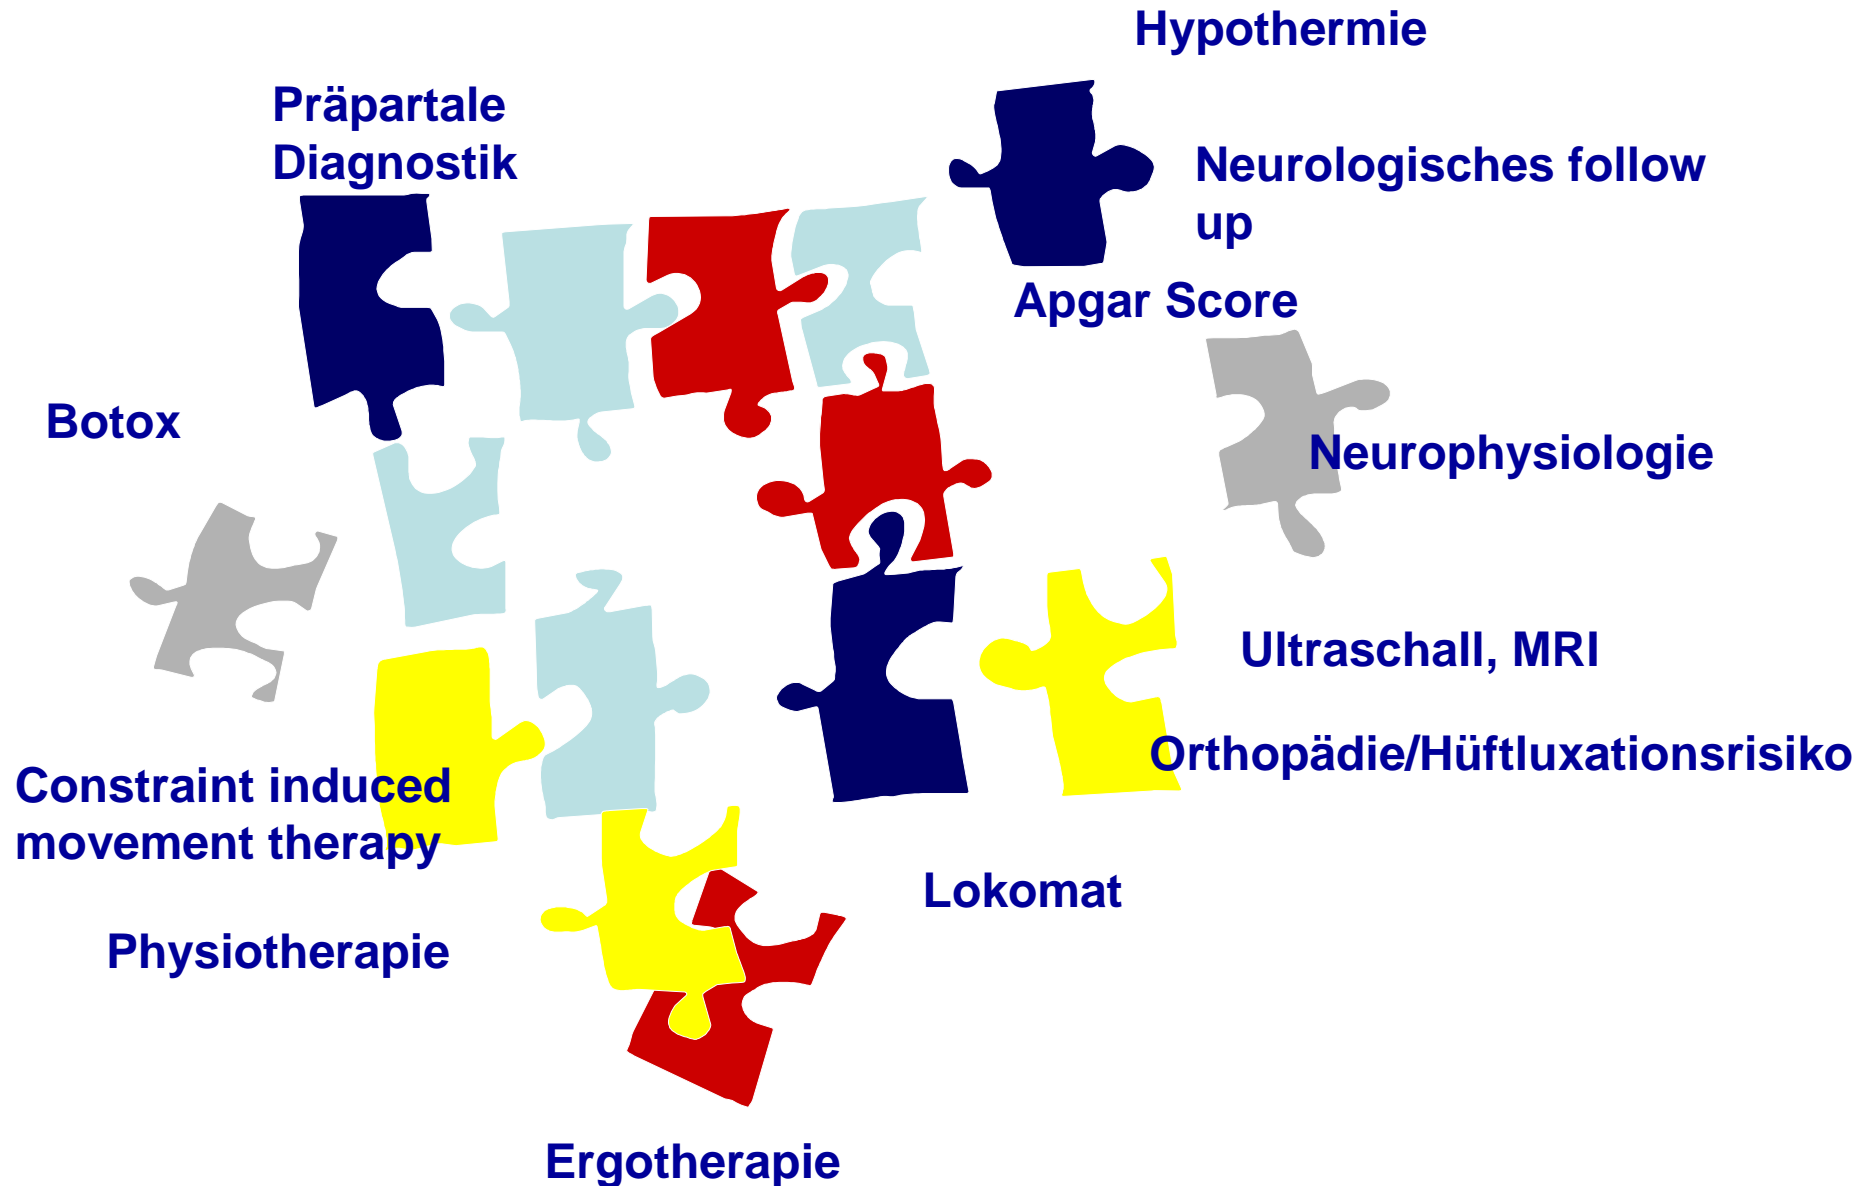 Hypothermie
Präpartale
Diagnostik
Neurologisches follow
up
Apgar Score
Botox
Neurophysiologie
Ultraschall, MRI
Orthopädie/Hüftluxationsrisiko
Constraint induced
movement therapy
Lokomat
Physiotherapie
Ergotherapie